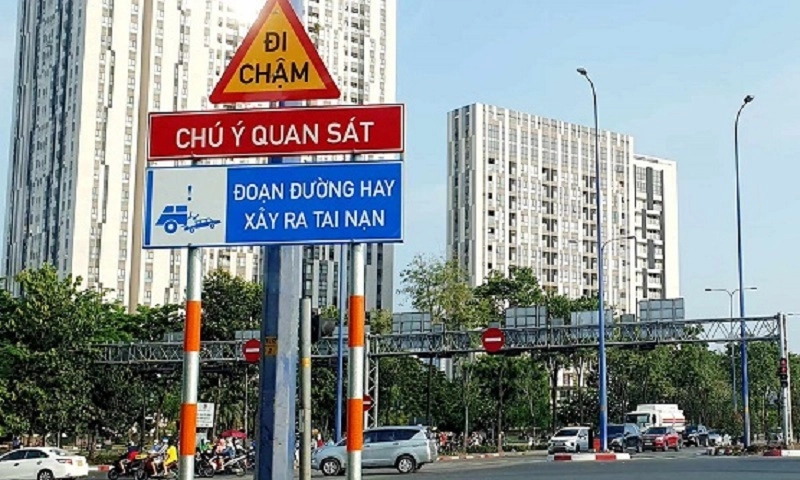 ĐI
CHẬM
CHÚ Ý QUAN SÁT
ĐOẠN ĐƯỜNG HAY
XẢY RA TAI NẠN